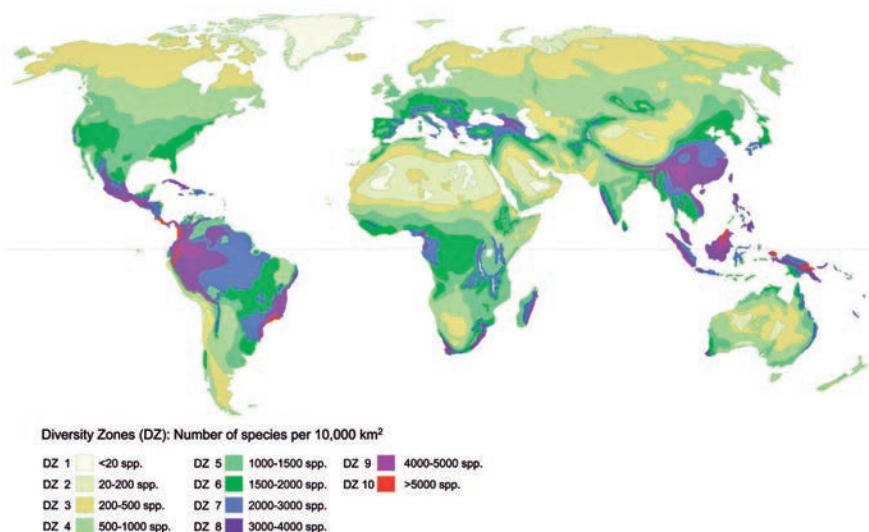 Diversity Zones (DZ): Number of species per 10,000 km²
DZ 1 <20 spp.
DZ 2 20-200 spp.
DZ 3 200-500 spp.
DZ 4 500-1000 spp.
DZ 5 1000-1500 spp.
DZ 6 1500-2000 spp.
DZ 7 2000-3000 spp.
DZ 8 3000-4000 spp.
DZ 9 4000-5000 spp.
DZ 10 >5000 spp.